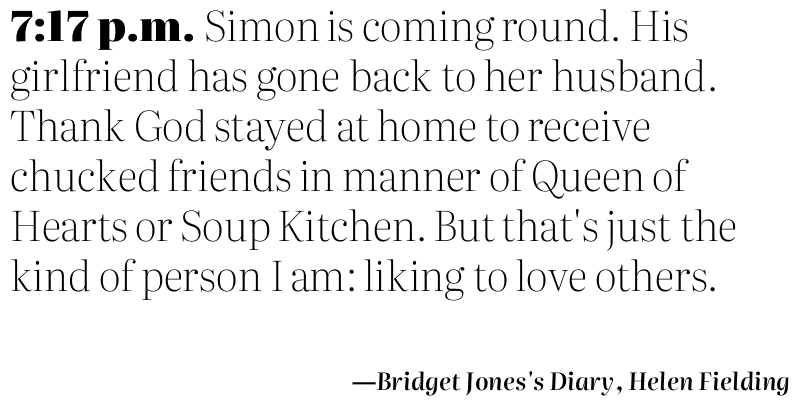 7:17 p.m. Simon is coming round. His
girlfriend has gone back to her husband.
Thank God stayed at home to receive
chucked friends in manner of Queen of
Hearts or Soup Kitchen. But that's just the
kind of person I am: liking to love others.
—Bridget Jones's Diary, Helen Fielding